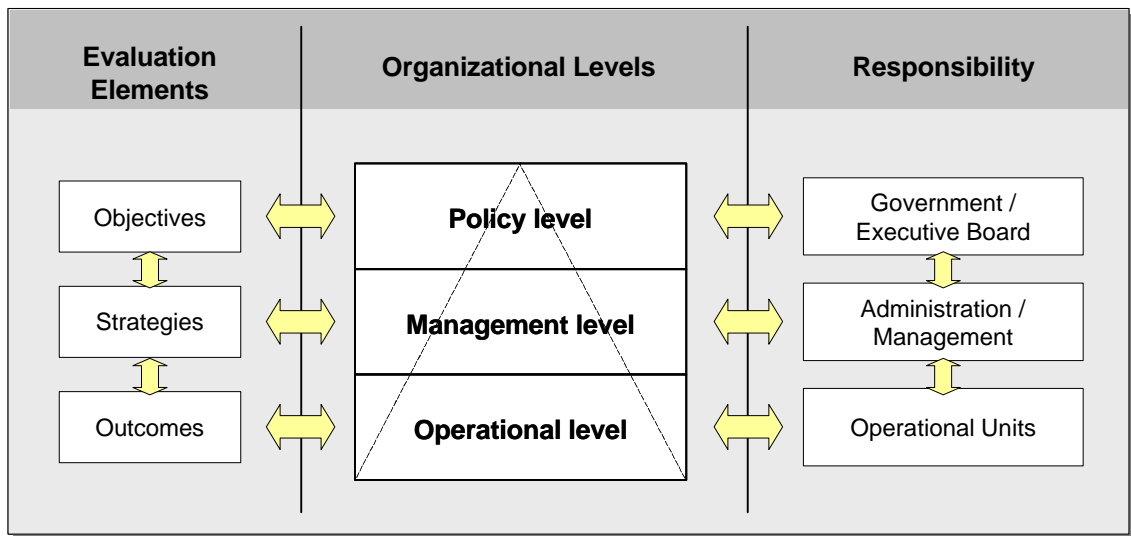 Evaluation
Elements
Organizational Levels
Responsibility
Objectives
Policy level
Government /
Executive Board
Strategies
Management level
Administration /
Management
Outcomes
Operational level
Operational Units